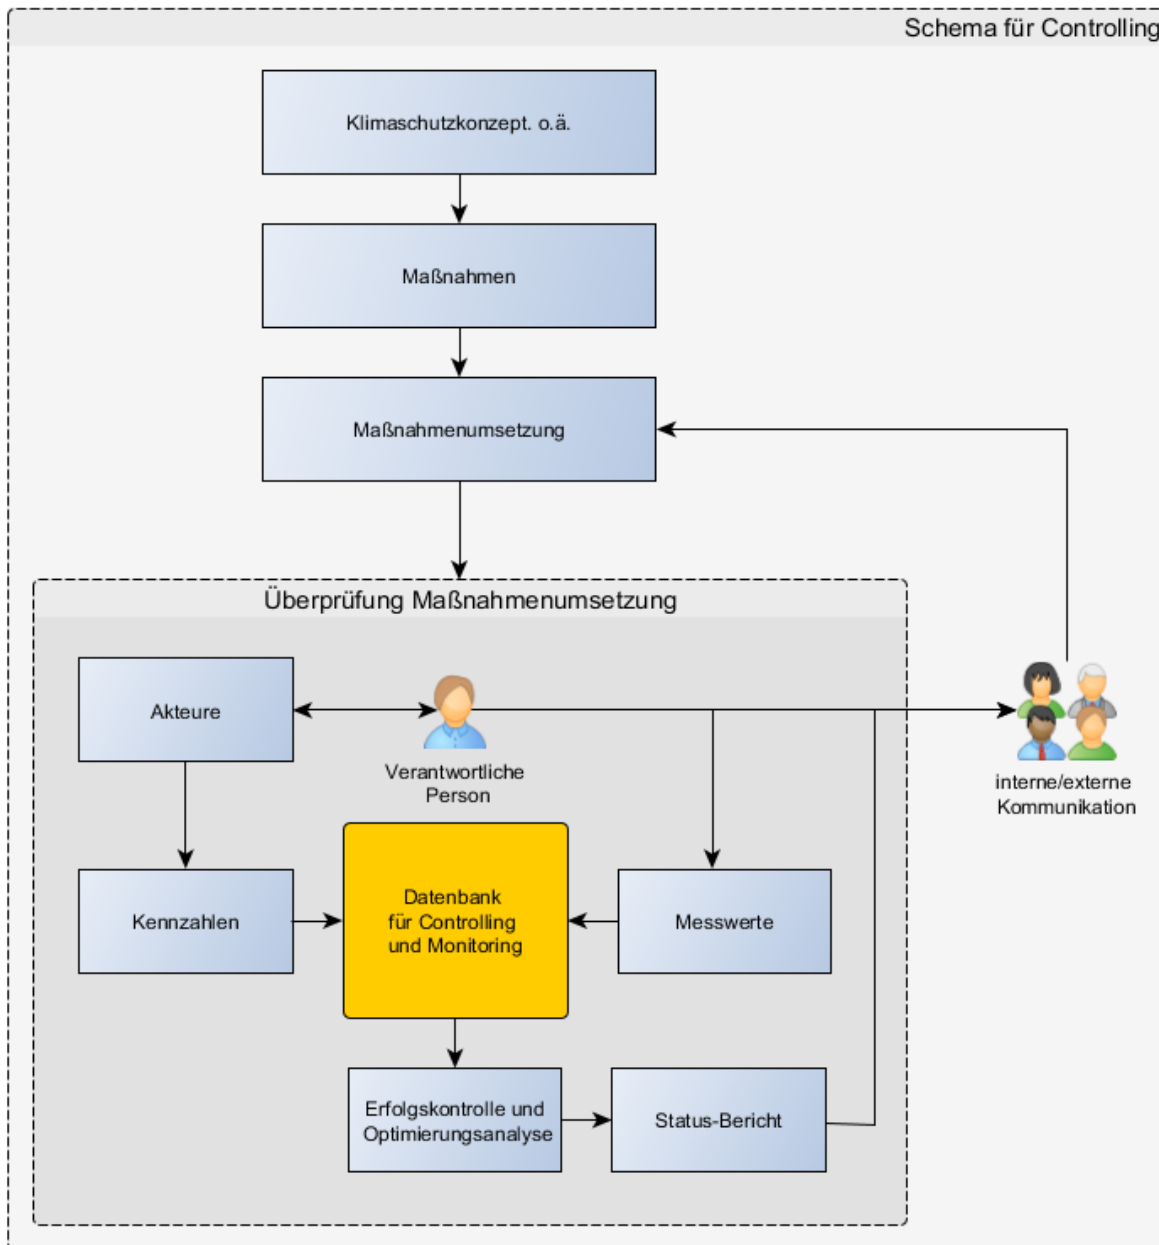 Schema für Controlling
Klimaschutzkonzept. o.ä.
Maßnahmen
Maßnahmenumsetzung
Überprüfung Maßnahmenumsetzung
Akteure
Verantwortliche
Person
interne/externe
Kommunikation
Kennzahlen
Datenbank
für Controlling
und Monitoring
Messwerte
Erfolgskontrolle und
Optimierungsanalyse
Status-Bericht